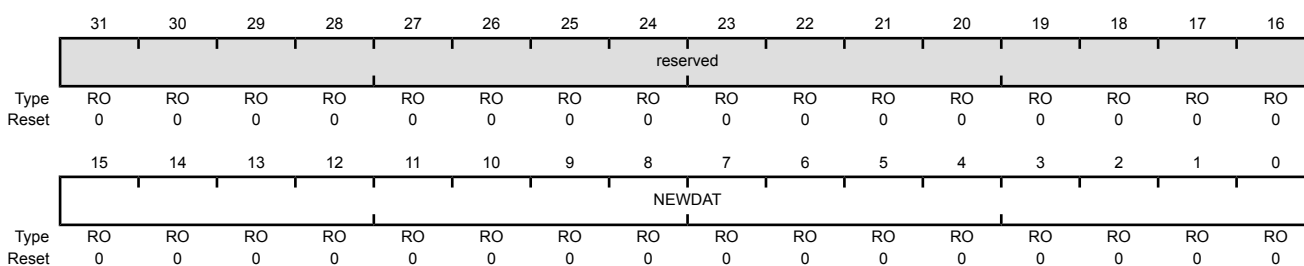 31 30 29 28 27 26 25 24 23 22 21 20 19 18 17 16
reserved
Type RO RO RO RO RO RO RO RO RO RO RO RO RO RO RO RO
Reset 0 0 0 0 0 0 0 0 0 0 0 0 0 0 0 0
15 14 13 12 11 10 9 8 7 6 5 4 3 2 1 0
NEWDAT
Type RO RO RO RO RO RO RO RO RO RO RO RO RO RO RO RO
Reset 0 0 0 0 0 0 0 0 0 0 0 0 0 0 0 0